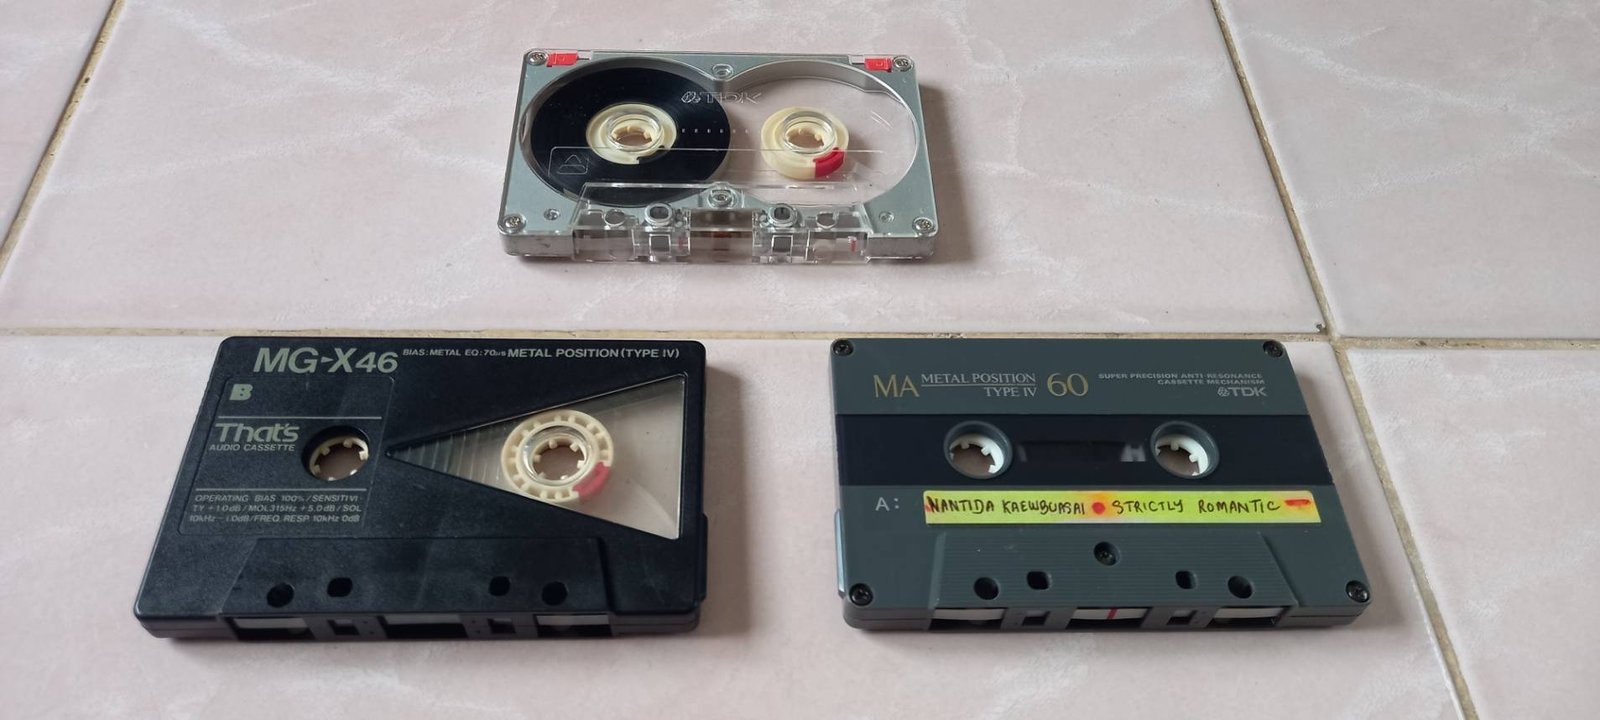 TDK
MG-X46 BIAS: METAL EQ: 70µs METAL POSITION (TYPE IV)
B
That's
AUDIO CASSETTE
OPERATING BIAS 100%/SENSITIVI-
TY +1.0dB/MOL 315Hz +5.0dB/SOL
10kHz -1.0dB/FREQ. RESP. 10kHz 0dB
MA METAL POSITION TYPE IV 60
SUPER PRECISION ANTI-RESONANCE
CASSETTE MECHANISM
TDK
A: NANTIDA KAEWBUASAI • STRICTLY ROMANTIC -